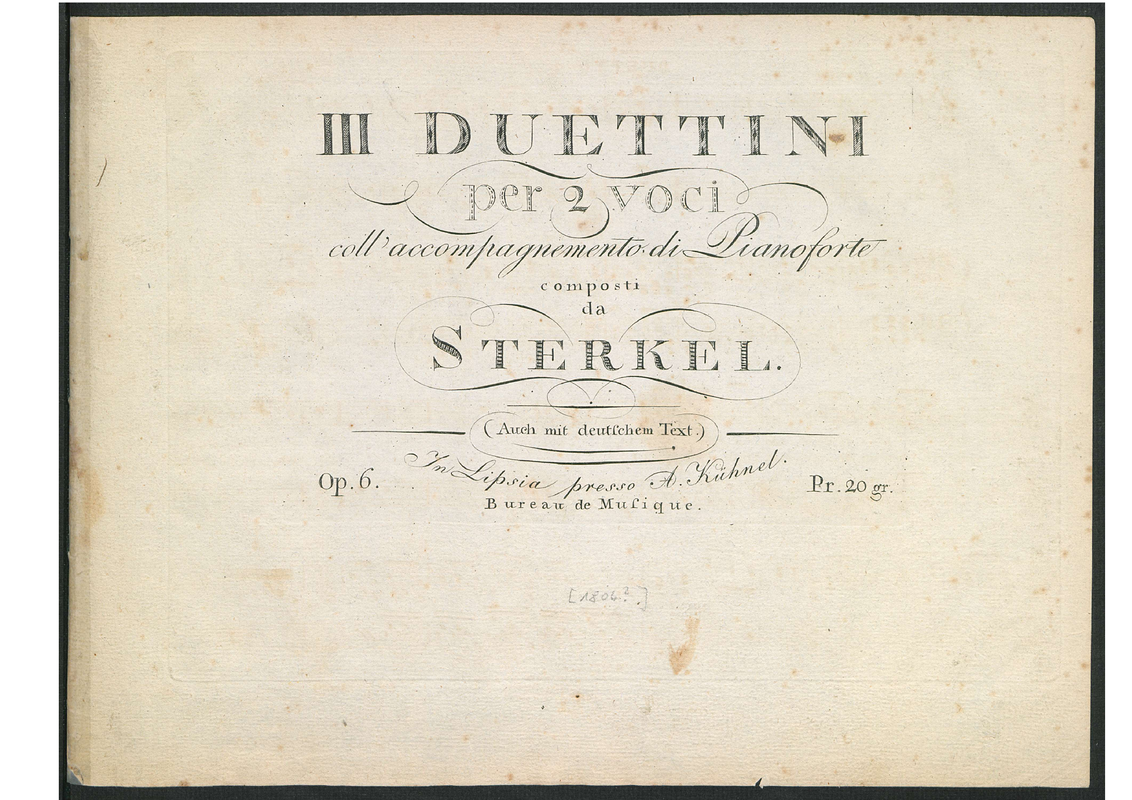 III DUETTINI
per 2 voci
coll'accompagnemento di Pianoforte
composti
da
STERKEL.
(Auch mit deutſchem Text.)
In Lipsia presso A. Kühnel.
Op. 6.
Pr. 20 gr.
Bureau de Muſique.
[1804?]